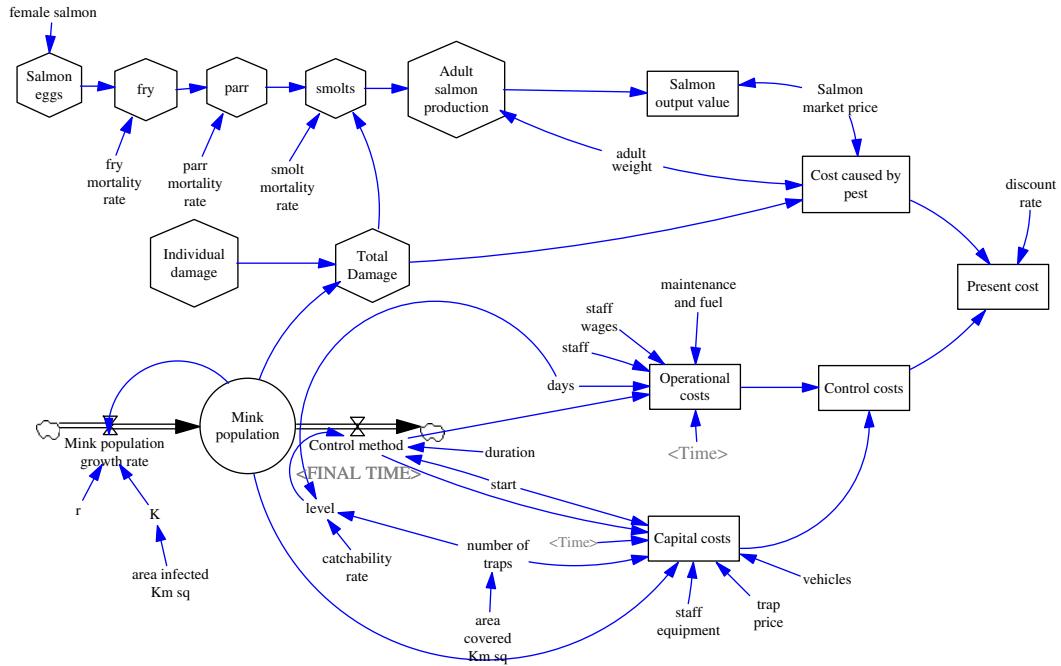 female salmon
Salmon
eggs
fry
parr
smolts
Adult
salmon
production
Salmon
output value
Salmon
market price
fry
mortality
rate
parr
mortality
rate
smolt
mortality
rate
adult
weight
Cost caused by
pest
discount
rate
Individual
damage
Total
Damage
Present cost
maintenance
and fuel
staff
wages
staff
days
Operational
costs
Control costs
Mink
population
Mink population
growth rate
Control method
<FINAL TIME>
duration
<Time>
start
r
K
level
catchability
rate
number of
traps
<Time>
Capital costs
area infected
Km sq
area
covered
Km sq
staff
equipment
trap
price
vehicles